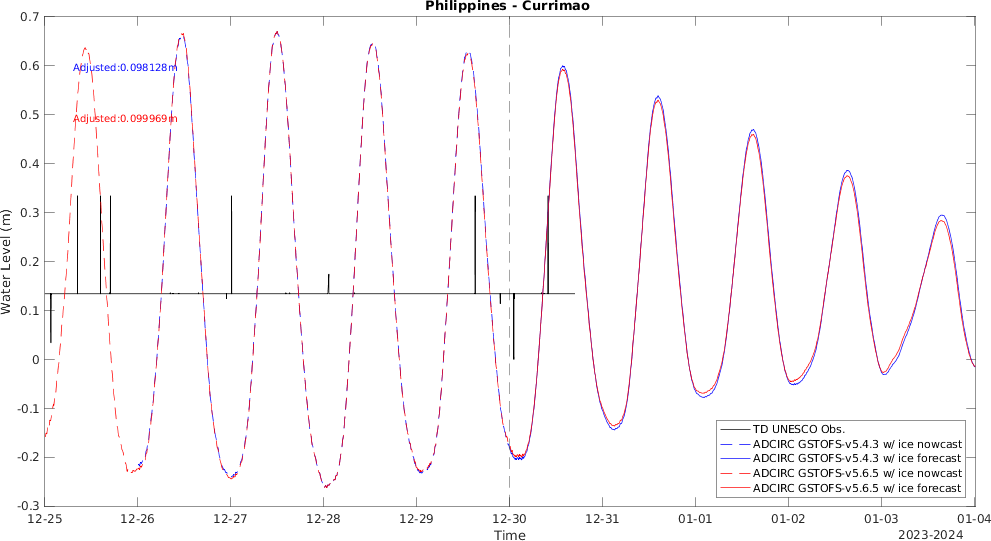 Philippines - Currimao
0.7
0.6
0.5
0.4
0.3
0.2
0.1
0
-0.1
-0.2
-0.3
Water Level (m)
Adjusted:0.098128m
Adjusted:0.099969m
TD UNESCO Obs.
ADCIRC GSTOFS-v5.4.3 w/ ice nowcast
ADCIRC GSTOFS-v5.4.3 w/ ice forecast
ADCIRC GSTOFS-v5.6.5 w/ ice nowcast
ADCIRC GSTOFS-v5.6.5 w/ ice forecast
12-25 12-26 12-27 12-28 12-29 12-30 12-31 01-01 01-02 01-03 01-04
Time
2023-2024